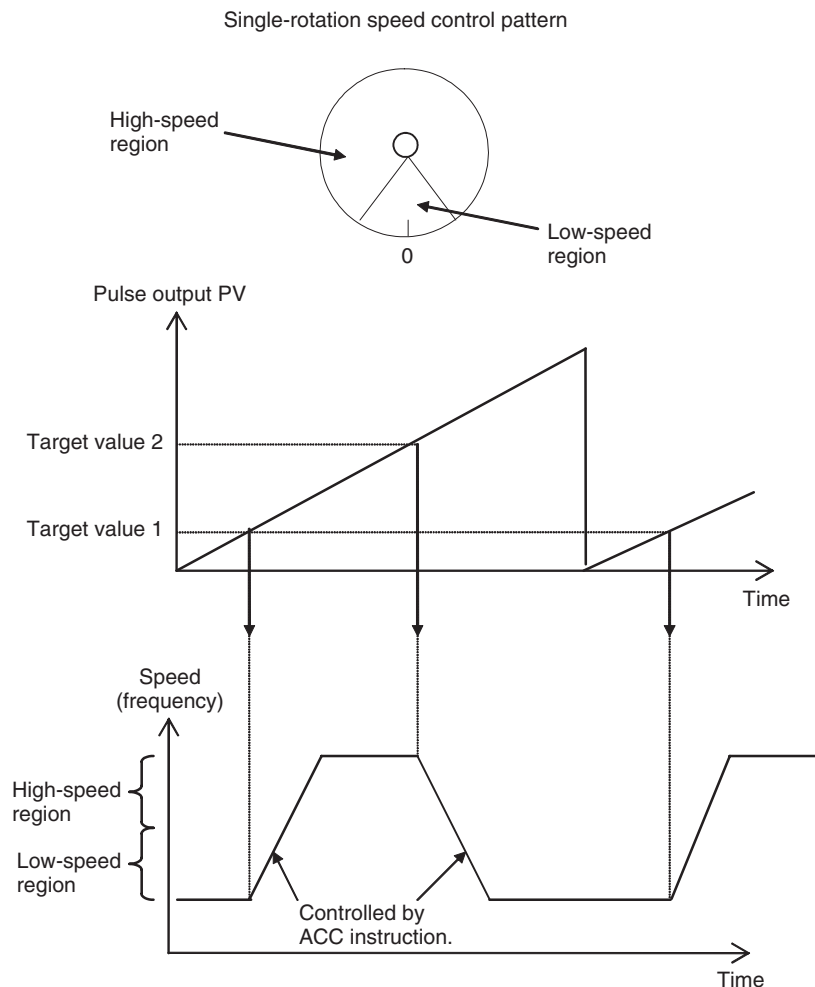 Single-rotation speed control pattern
High-speed
region
Low-speed
region
0
Pulse output PV
Target value 2
Target value 1
Time
Speed
(frequency)
High-speed
region
Low-speed
region
Controlled by
ACC instruction.
Time